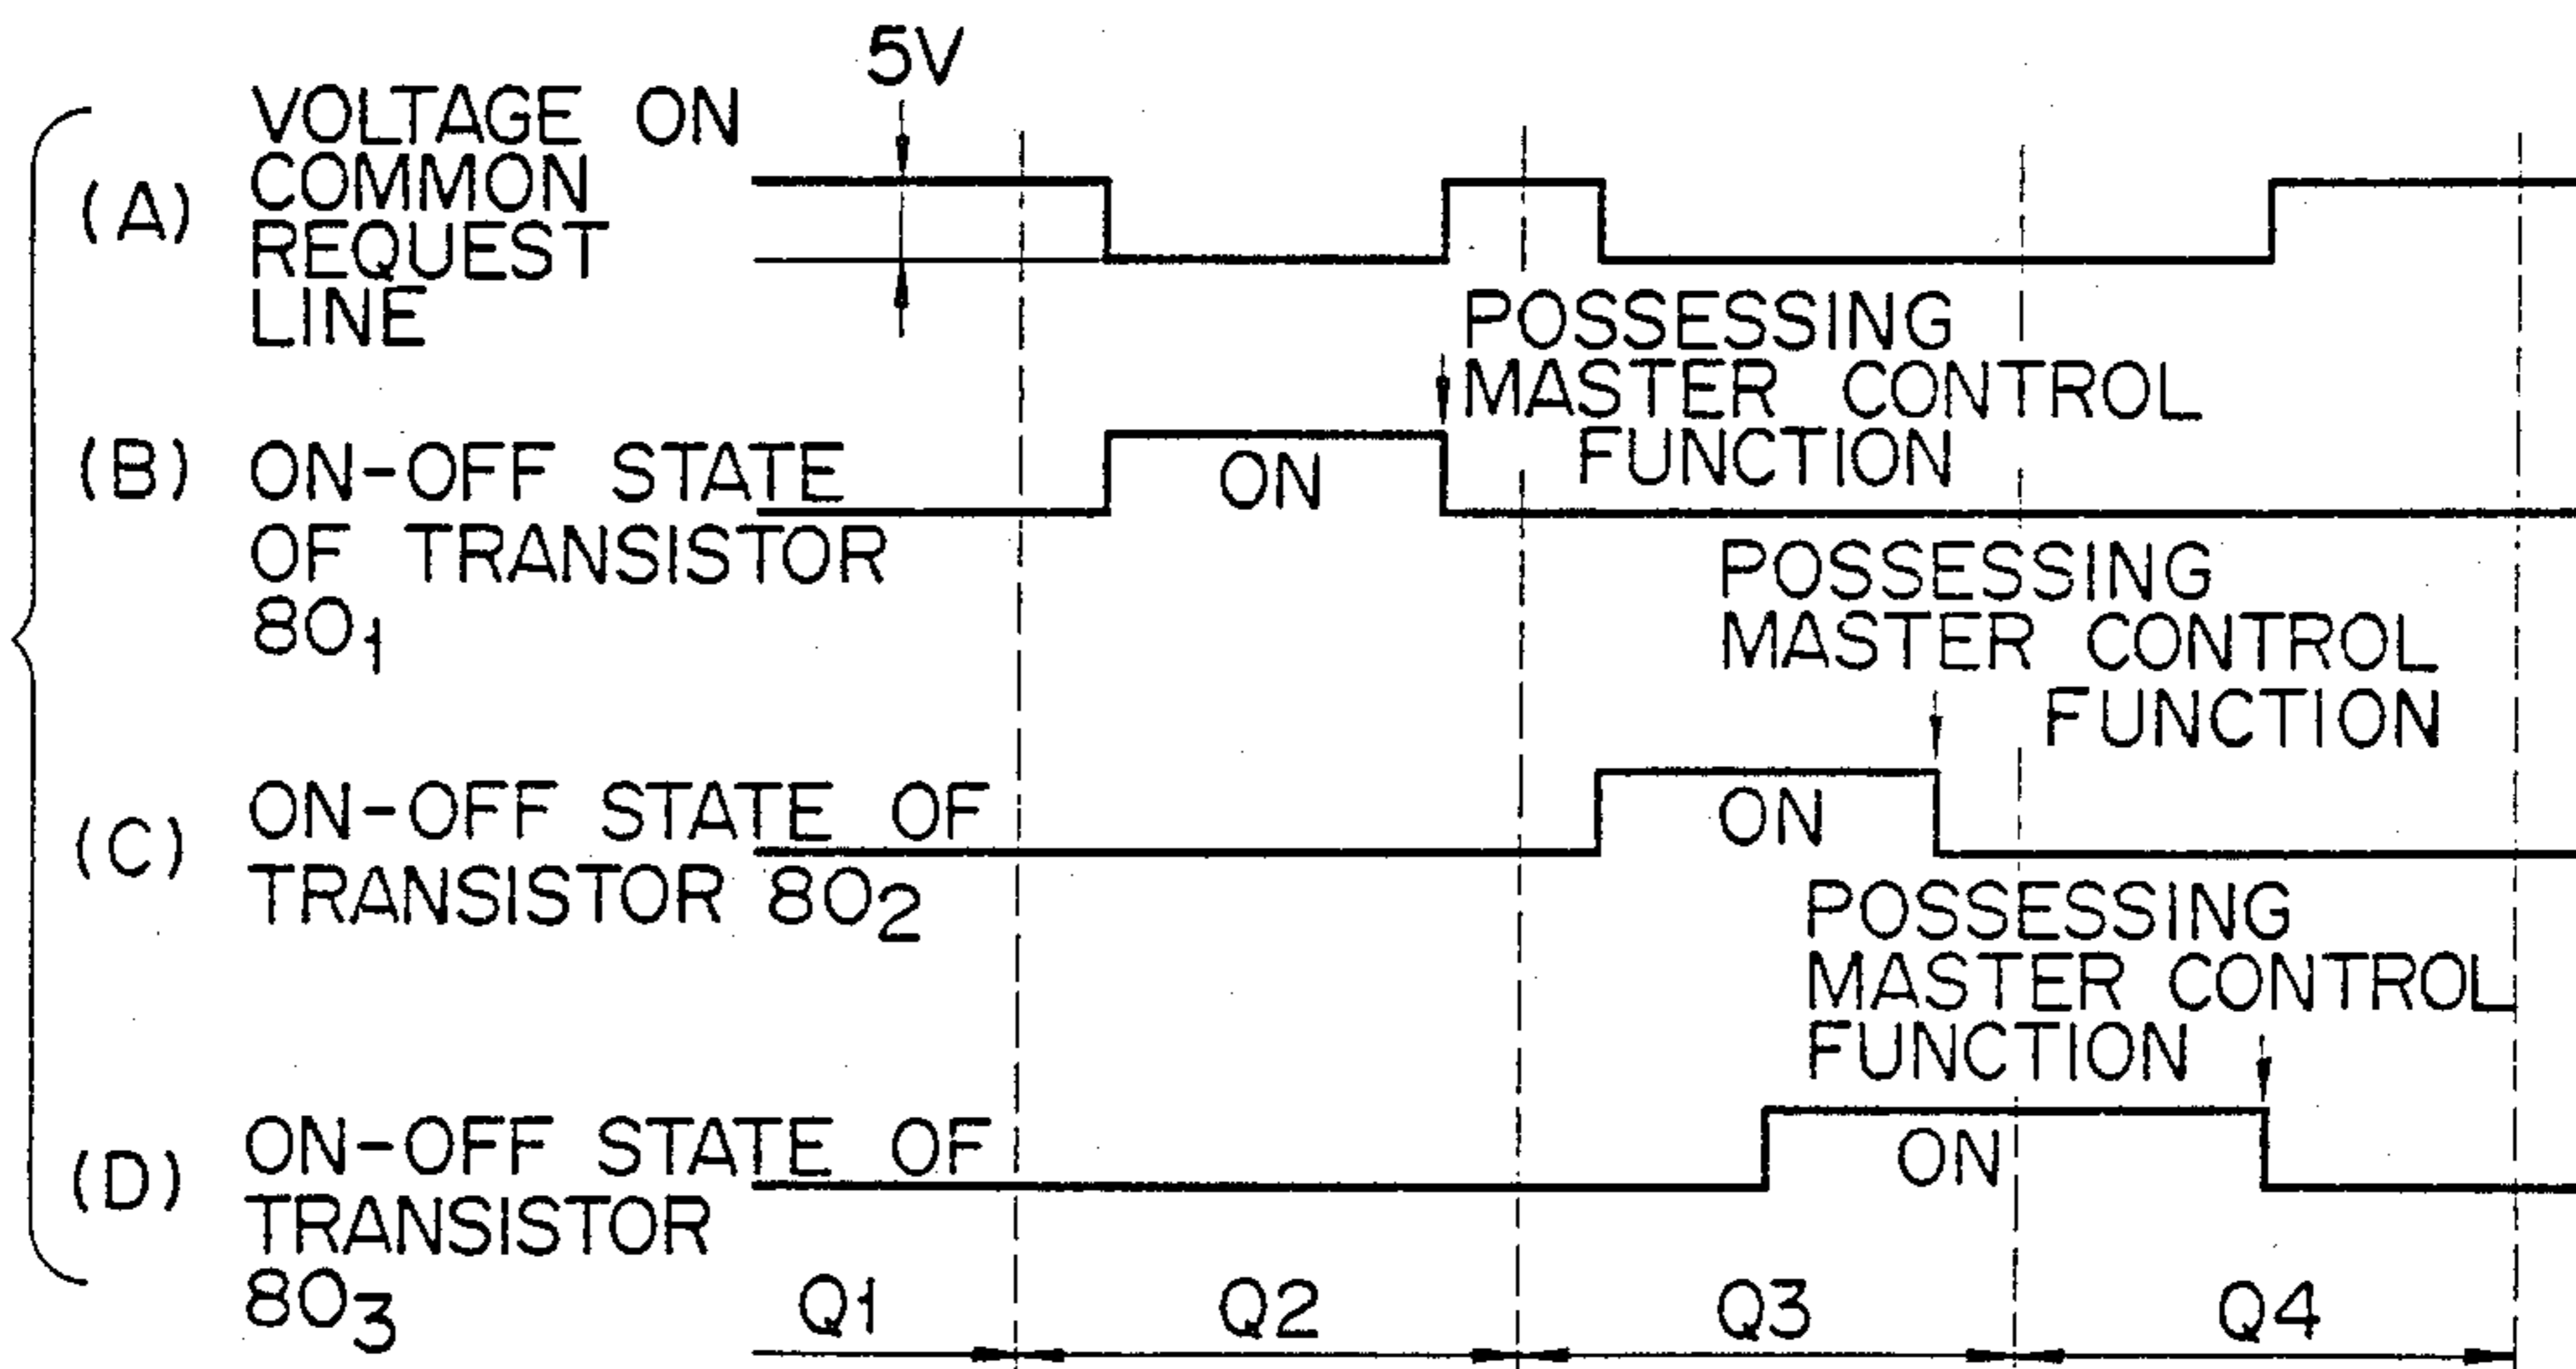 5V
(A) VOLTAGE ON
COMMON
REQUEST
LINE
POSSESSING
MASTER CONTROL
FUNCTION
(B) ON-OFF STATE
OF TRANSISTOR
80₁
ON
POSSESSING
MASTER CONTROL
FUNCTION
(C) ON-OFF STATE OF
TRANSISTOR 80₂
ON
POSSESSING
MASTER CONTROL
FUNCTION
(D) ON-OFF STATE OF
TRANSISTOR
80₃
ON
Q1 Q2 Q3 Q4